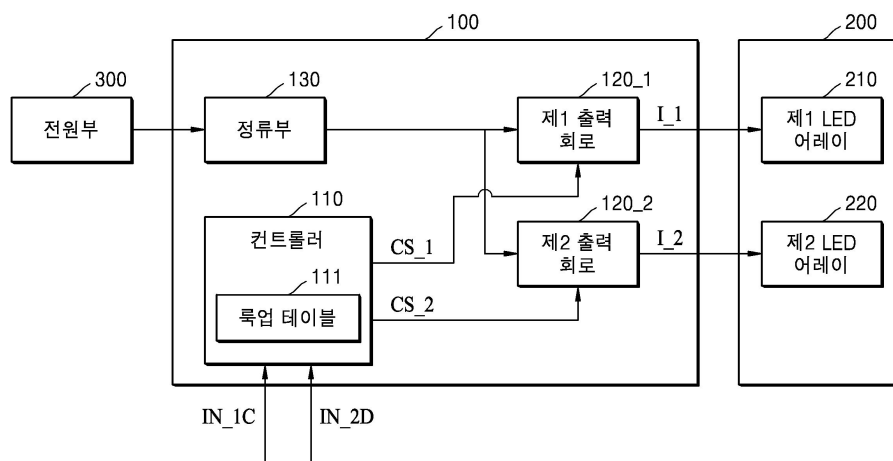 100
200
300
130
120_1
210
전원부
정류부
제1 출력
회로
I_1
제1 LED
어레이
110
120_2
220
컨트롤러
CS_1
제2 출력
회로
I_2
제2 LED
어레이
111
룩업 테이블
CS_2
IN_1C
IN_2D